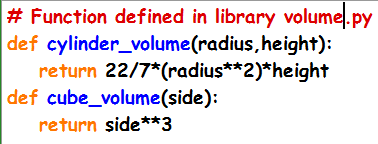 # Function defined in library volume.py
def cylinder_volume(radius,height):
    return 22/7*(radius**2)*height
def cube_volume(side):
    return side**3